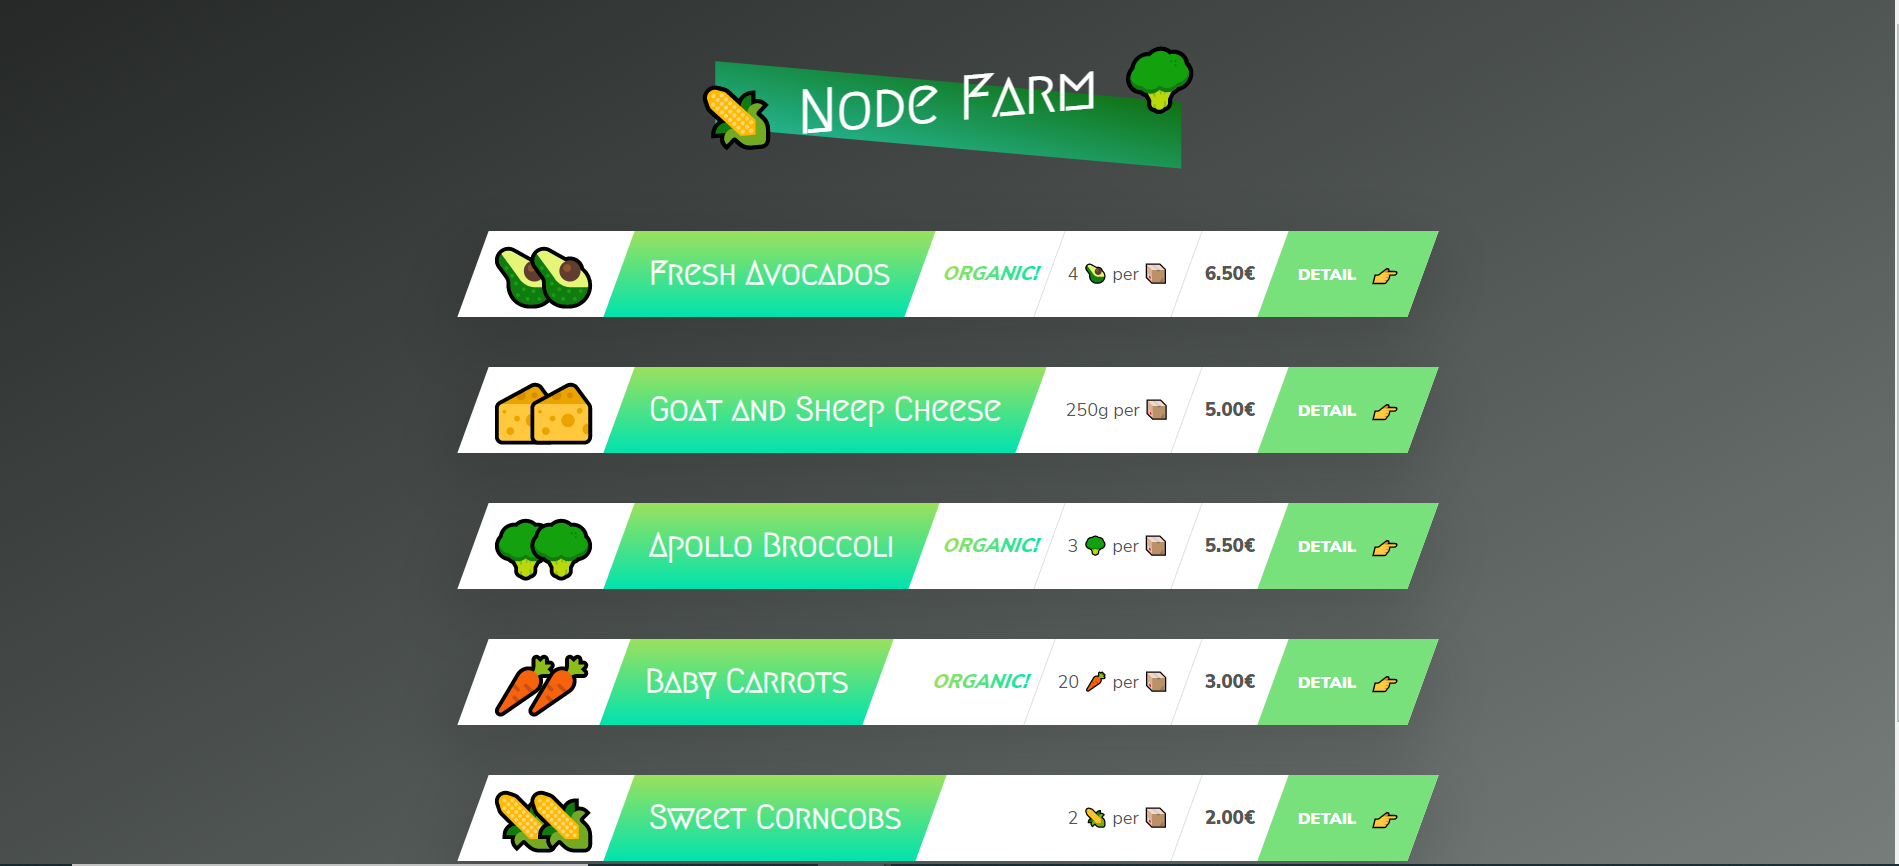 Node Farm
Fresh Avocados ORGANIC! 4 🥑 per 📦 6.50€ DETAIL 👉
Goat and Sheep Cheese 250g per 📦 5.00€ DETAIL 👉
Apollo Broccoli ORGANIC! 3 🥦 per 📦 5.50€ DETAIL 👉
Baby Carrots ORGANIC! 20 🥕 per 📦 3.00€ DETAIL 👉
Sweet Corncobs 2 🌽 per 📦 2.00€ DETAIL 👉